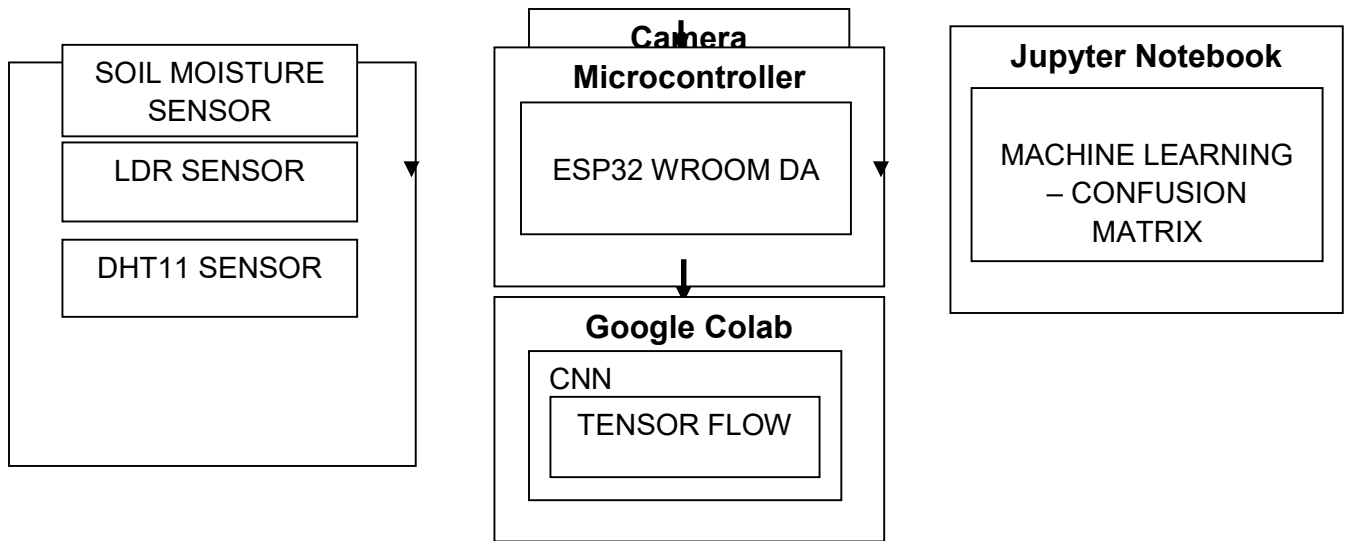 SOIL MOISTURE
SENSOR
LDR SENSOR
DHT11 SENSOR
Camera
Microcontroller
ESP32 WROOM DA
Google Colab
CNN
TENSOR FLOW
Jupyter Notebook
MACHINE LEARNING
– CONFUSION
MATRIX